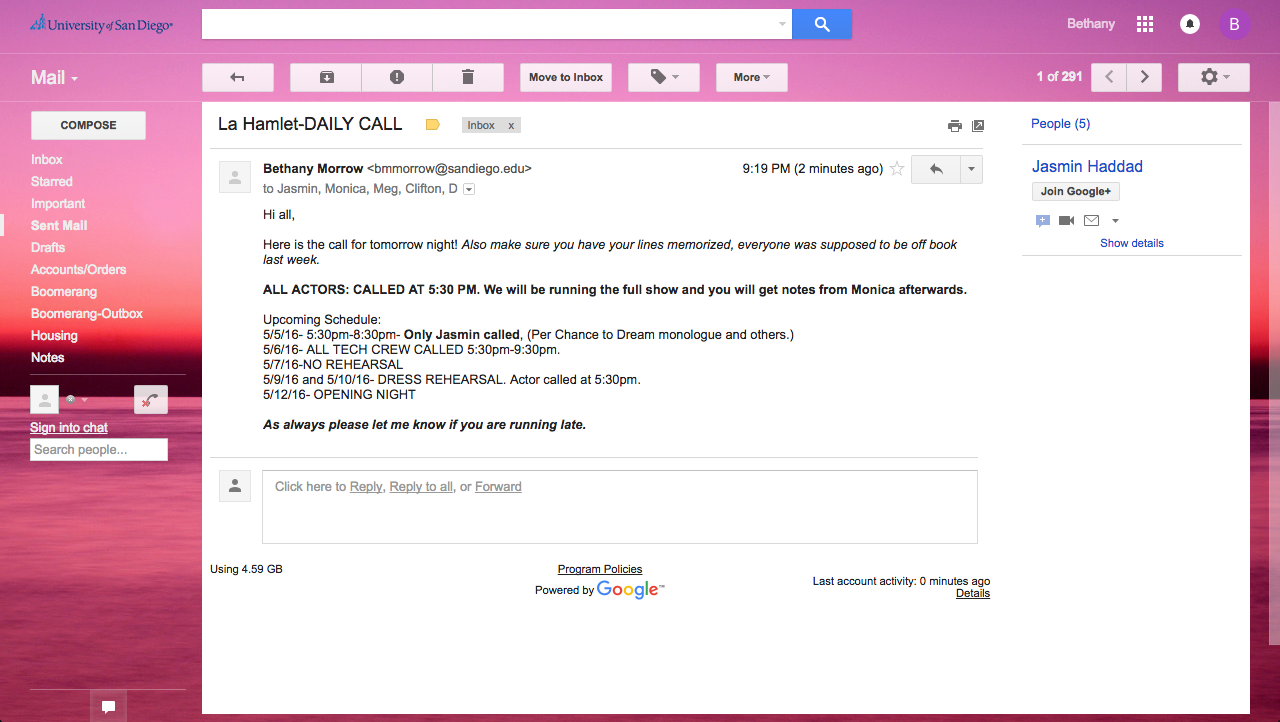 University of San Diego
Bethany
B
Mail
Move to Inbox
More
1 of 291
COMPOSE
Inbox
Starred
Important
Sent Mail
Drafts
Accounts/Orders
Boomerang
Boomerang-Outbox
Housing
Notes
Sign into chat
Search people...
La Hamlet-DAILY CALL
Inbox x
Bethany Morrow <bmmorrow@sandiego.edu>
9:19 PM (2 minutes ago)
to Jasmin, Monica, Meg, Clifton, D
Hi all,
Here is the call for tomorrow night! Also make sure you have your lines memorized, everyone was supposed to be off book
last week.
ALL ACTORS: CALLED AT 5:30 PM. We will be running the full show and you will get notes from Monica afterwards.
Upcoming Schedule:
5/5/16- 5:30pm-8:30pm- Only Jasmin called, (Per Chance to Dream monologue and others.)
5/6/16- ALL TECH CREW CALLED 5:30pm-9:30pm.
5/7/16-NO REHEARSAL
5/9/16 and 5/10/16- DRESS REHEARSAL. Actor called at 5:30pm.
5/12/16- OPENING NIGHT
As always please let me know if you are running late.
Click here to Reply, Reply to all, or Forward
Using 4.59 GB
Program Policies
Powered by Google™
Last account activity: 0 minutes ago
Details
People (5)
Jasmin Haddad
Join Google+
Show details